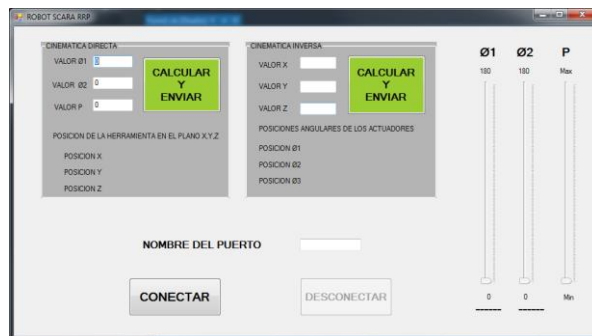 ROBOT SCARA RRP
CINEMATICA DIRECTA
VALOR Ø1 0
VALOR Ø2 0
VALOR P 0
CALCULAR
Y
ENVIAR
POSICION DE LA HERRAMIENTA EN EL PLANO X,Y,Z
POSICION X
POSICION Y
POSICION Z
CINEMATICA INVERSA
VALOR X
VALOR Y
VALOR Z
CALCULAR
Y
ENVIAR
POSICIONES ANGULARES DE LOS ACTUADORES
POSICION Ø1
POSICION Ø2
POSICION Ø3
Ø1 Ø2 P
180 180 Max
0 0 Min
------ ------
NOMBRE DEL PUERTO
CONECTAR
DESCONECTAR